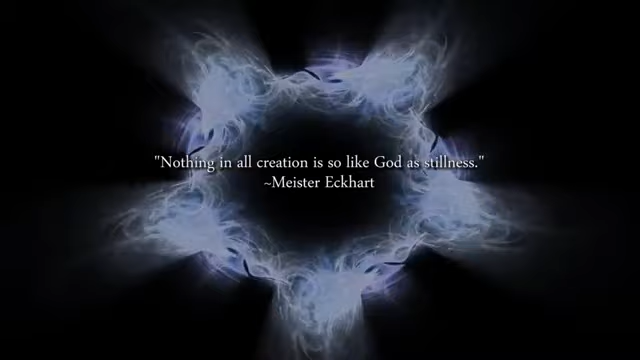 "Nothing in all creation is so like God as stillness."
~Meister Eckhart